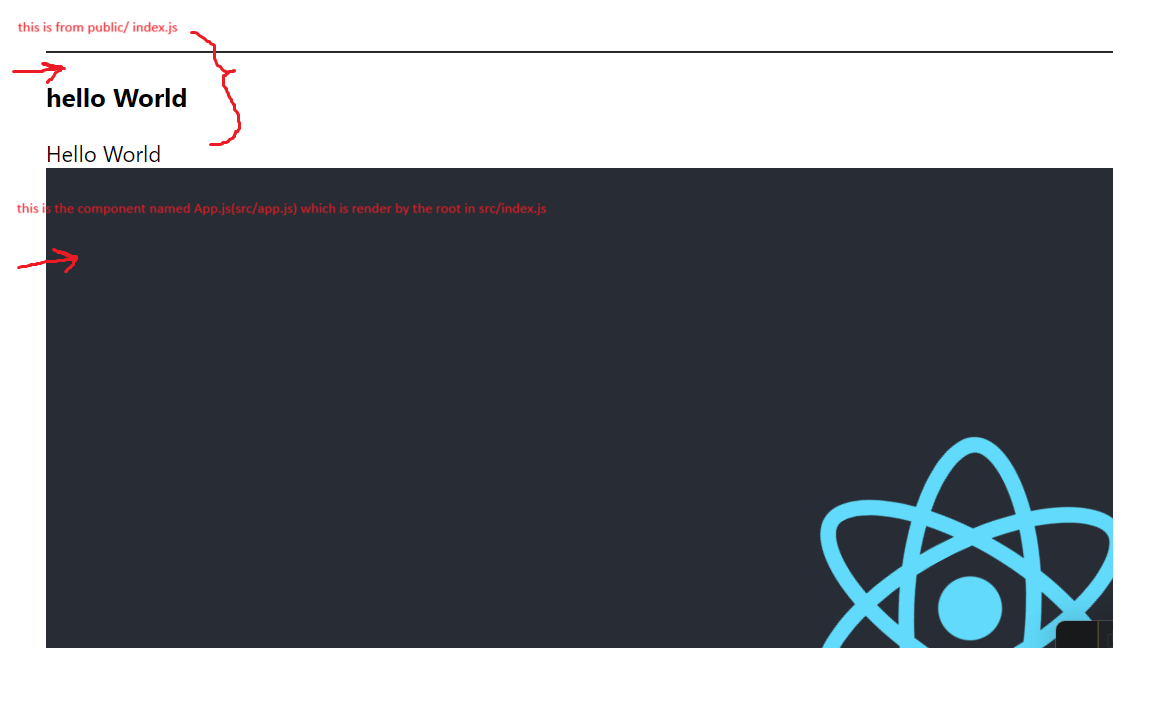 this is from public/ index.js
hello World
Hello World
this is the component named App.js(src/app.js) which is render by the root in src/index.js